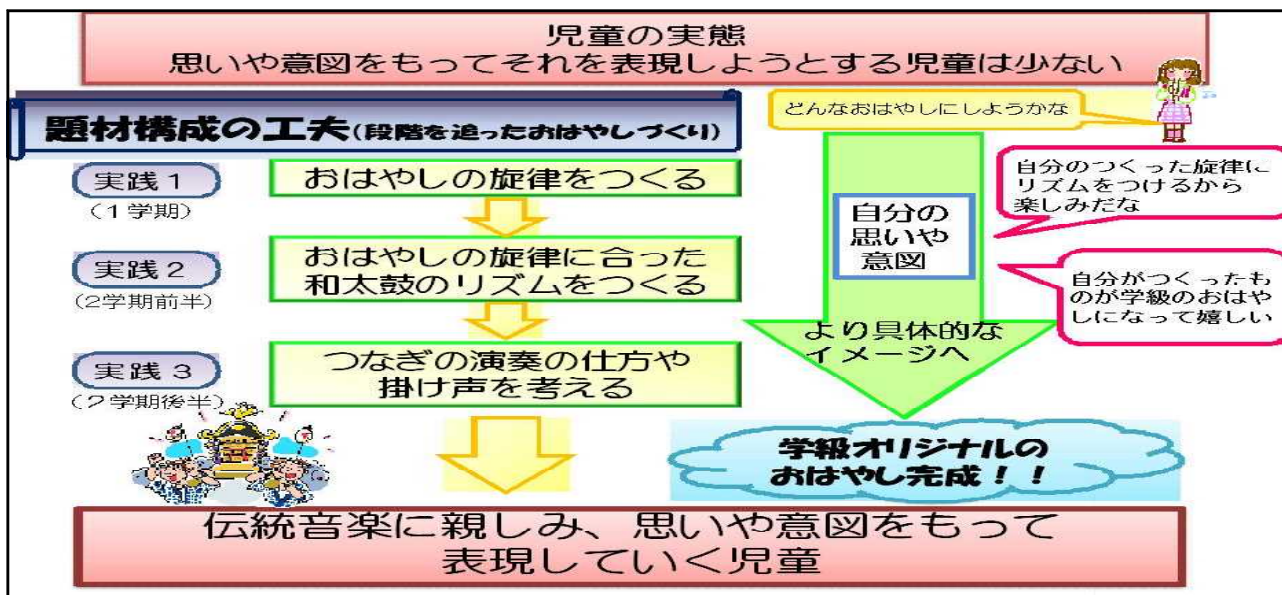 児童の実態
思いや意図をもってそれを表現しようとする児童は少ない
題材構成の工夫(段階を追ったおはやしづくり)
どんなおはやしにしようかな
実践1
(1学期)
おはやしの旋律をつくる
自分のつくった旋律に
リズムをつけるから
楽しみだな
自分の
思いや
意図
実践2
(2学期前半)
おはやしの旋律に合った
和太鼓のリズムをつくる
自分がつくったも
のが学級のおはや
しになって嬉しい
より具体的な
イメージへ
実践3
(2学期後半)
つなぎの演奏の仕方や
掛け声を考える
学級オリジナルの
おはやし完成!!
伝統音楽に親しみ、思いや意図をもって
表現していく児童